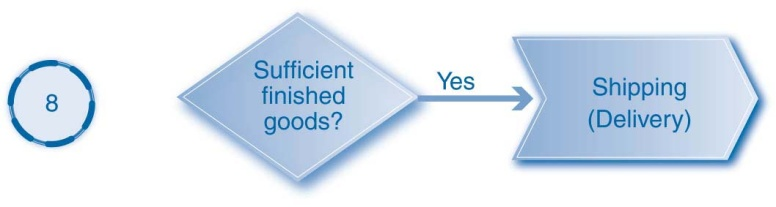 8
Sufficient
finished
goods?
Yes
Shipping
(Delivery)